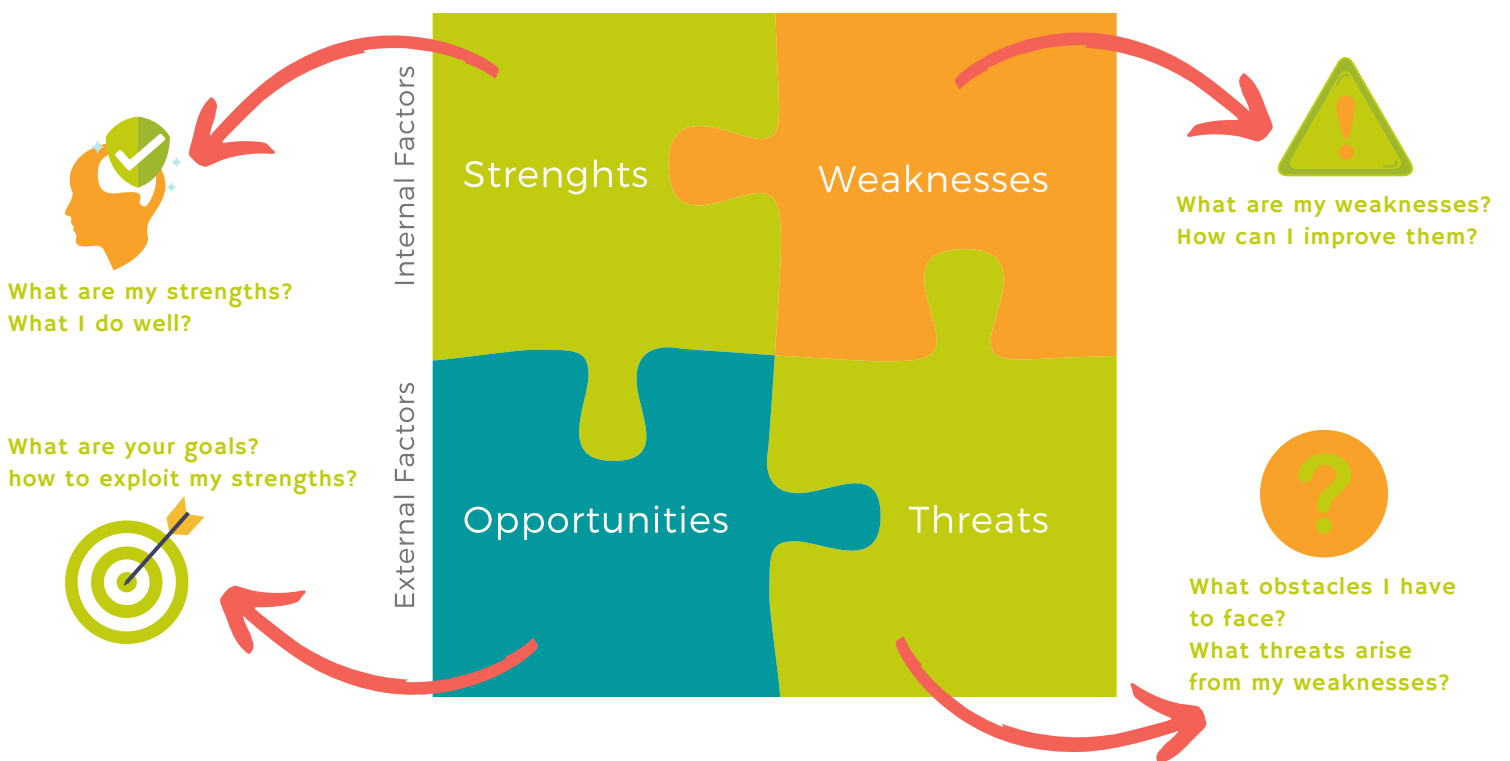 Internal Factors
Strenghts
Weaknesses
What are my strengths?
What I do well?
What are my weaknesses?
How can I improve them?
External Factors
Opportunities
Threats
What are your goals?
how to exploit my strengths?
What obstacles I have
to face?
What threats arise
from my weaknesses?